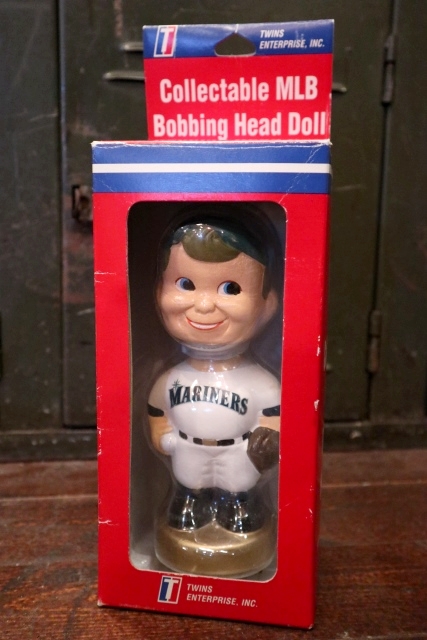 T
TWINS
ENTERPRISE, INC.
Collectable MLB
Bobbing Head Doll
MARINERS
T
TWINS
ENTERPRISE, INC.